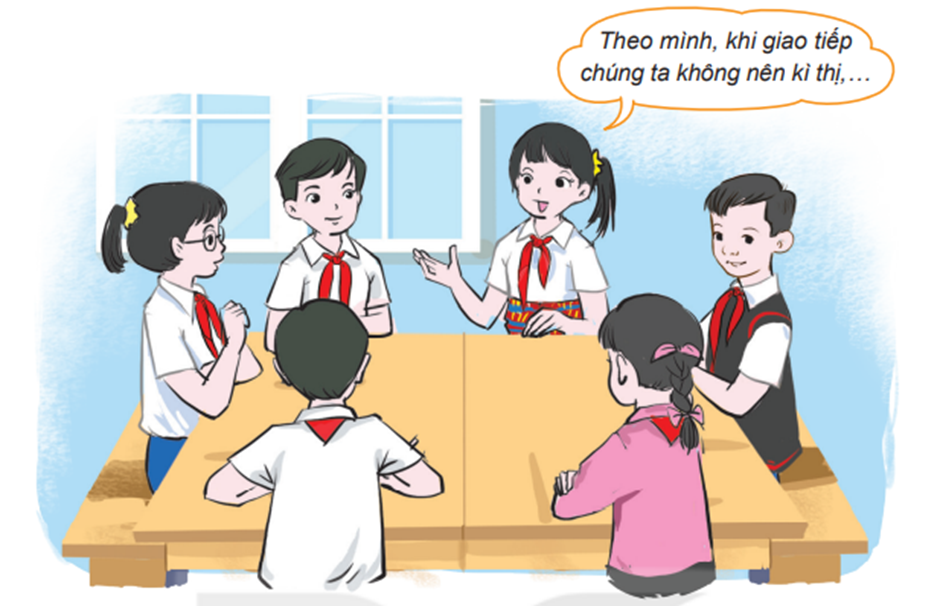 Theo mình, khi giao tiếp
chúng ta không nên kì thị,...